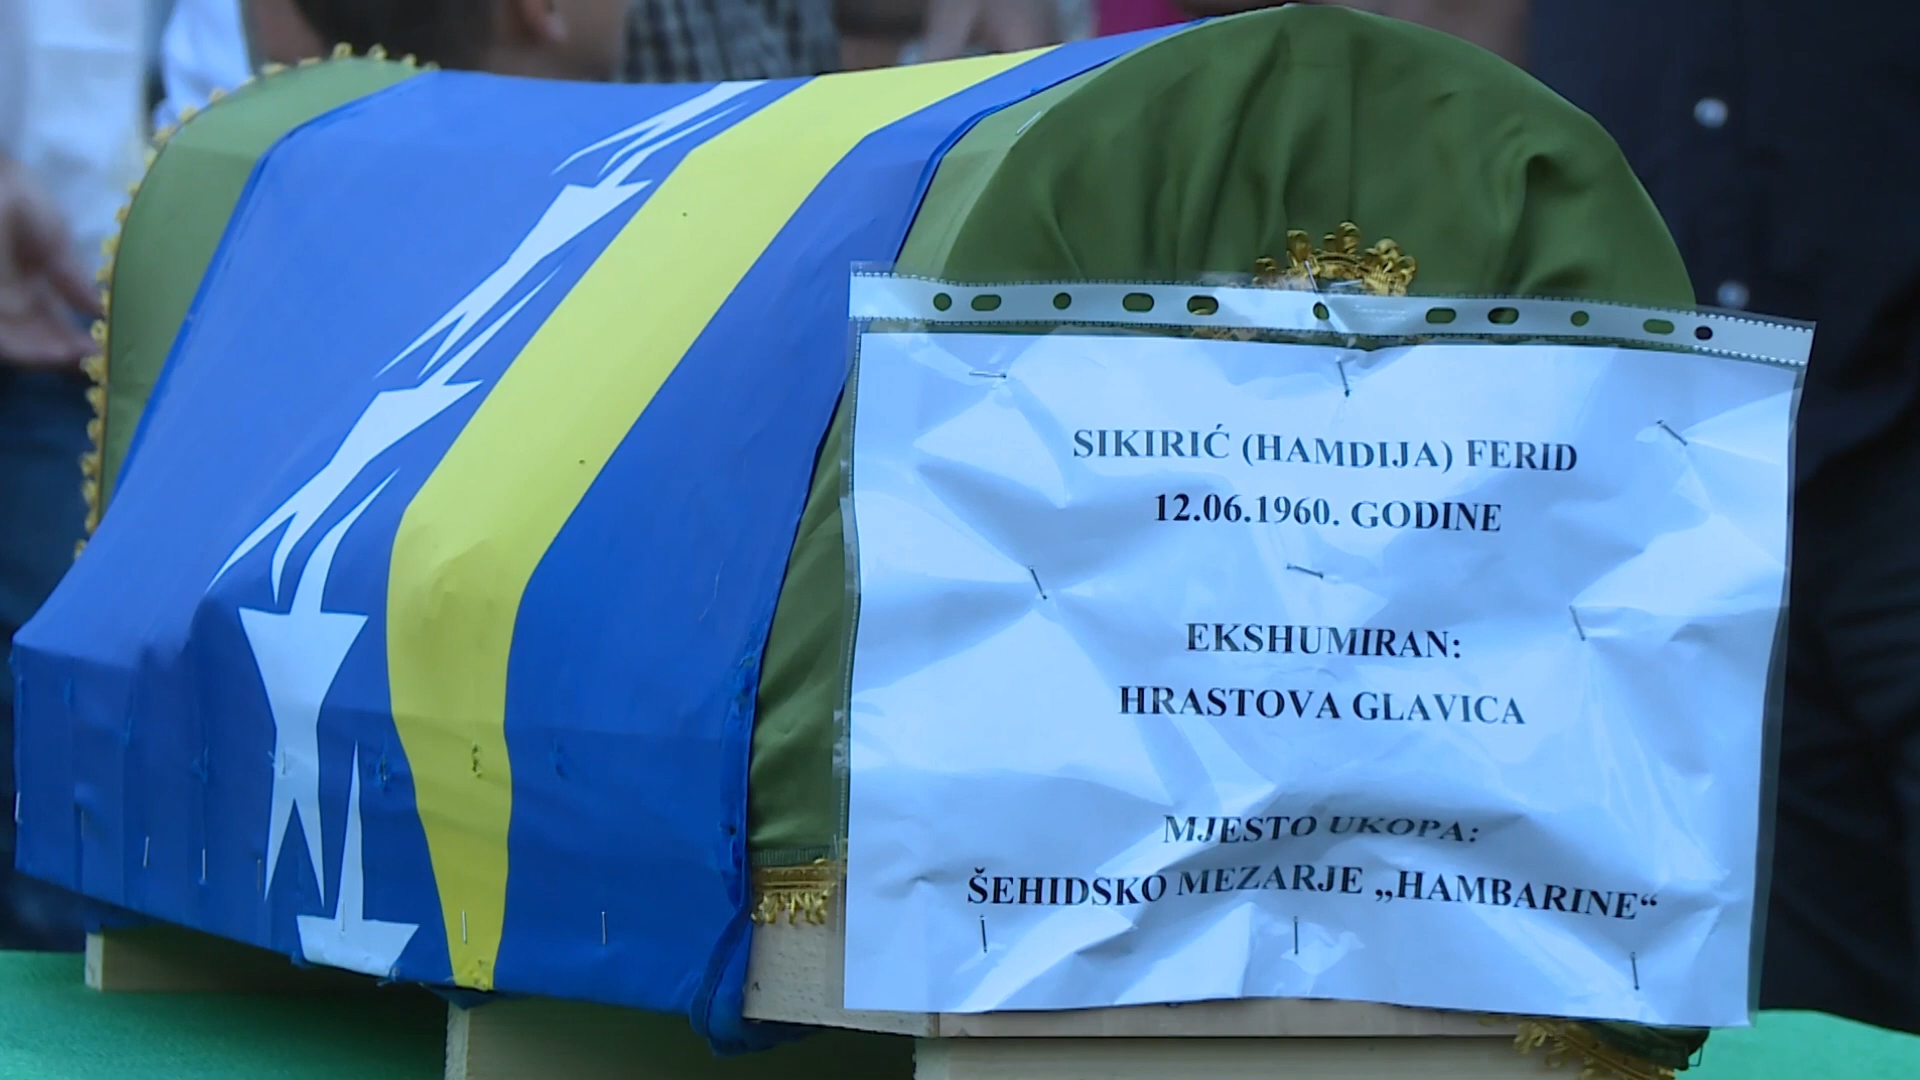 SIKIRIĆ (HAMDIJA) FERID
12.06.1960. GODINE
EKSHUMIRAN:
HRASTOVA GLAVICA
MJESTO UKOPA:
ŠEHIDSKO MEZARJE „HAMBARINE“